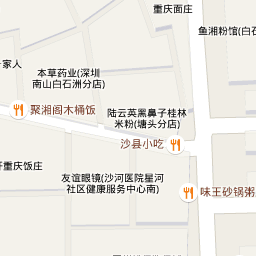 重庆面庄
鱼湘粉馆(白石
家人
本草药业(深圳
南山白石洲分店)
聚湘阁木桶饭
陆云英黑鼻子桂林
米粉(塘头分店)
沙县小吃
重庆饭庄
友谊眼镜(沙河医院星河
社区健康服务中心南)
味王砂锅粥